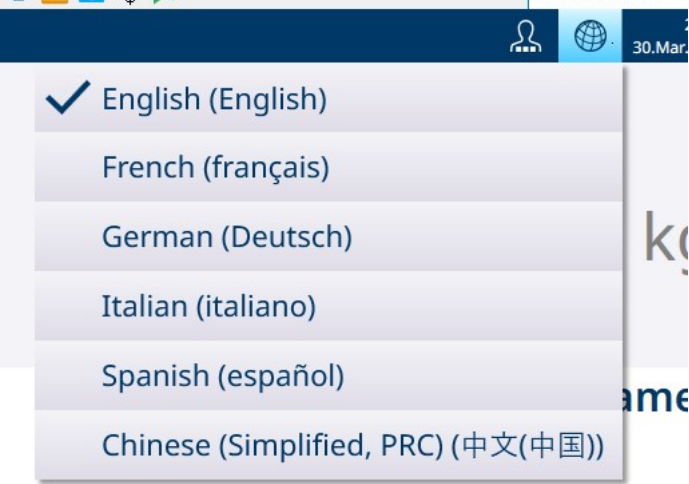 30.Mar.
English (English)
French (français)
German (Deutsch)
Italian (italiano)
Spanish (español)
Chinese (Simplified, PRC) (中文(中国))